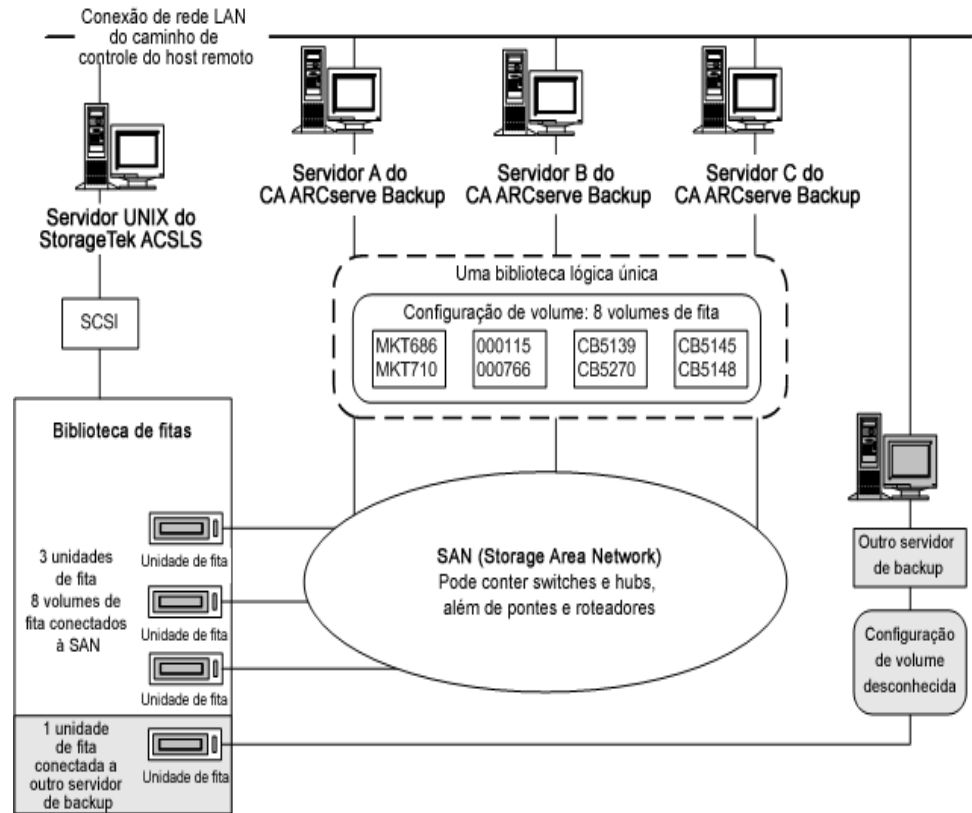 Conexão de rede LAN
do caminho de
controle do host remoto
Servidor UNIX do
StorageTek ACSLS
Servidor A do
CA ARCserve Backup
Servidor B do
CA ARCserve Backup
Servidor C do
CA ARCserve Backup
Uma biblioteca lógica única
Configuração de volume: 8 volumes de fita
MKT686
MKT710
000115
000766
CB5139
CB5270
CB5145
CB5148
SCSI
Biblioteca de fitas
3 unidades
de fita
8 volumes de
fita conectados
à SAN
Unidade de fita
Unidade de fita
Unidade de fita
1 unidade
de fita
conectada a
outro servidor
de backup
Unidade de fita
SAN (Storage Area Network)
Pode conter switches e hubs,
além de pontes e roteadores
Outro servidor
de backup
Configuração
de volume
desconhecida